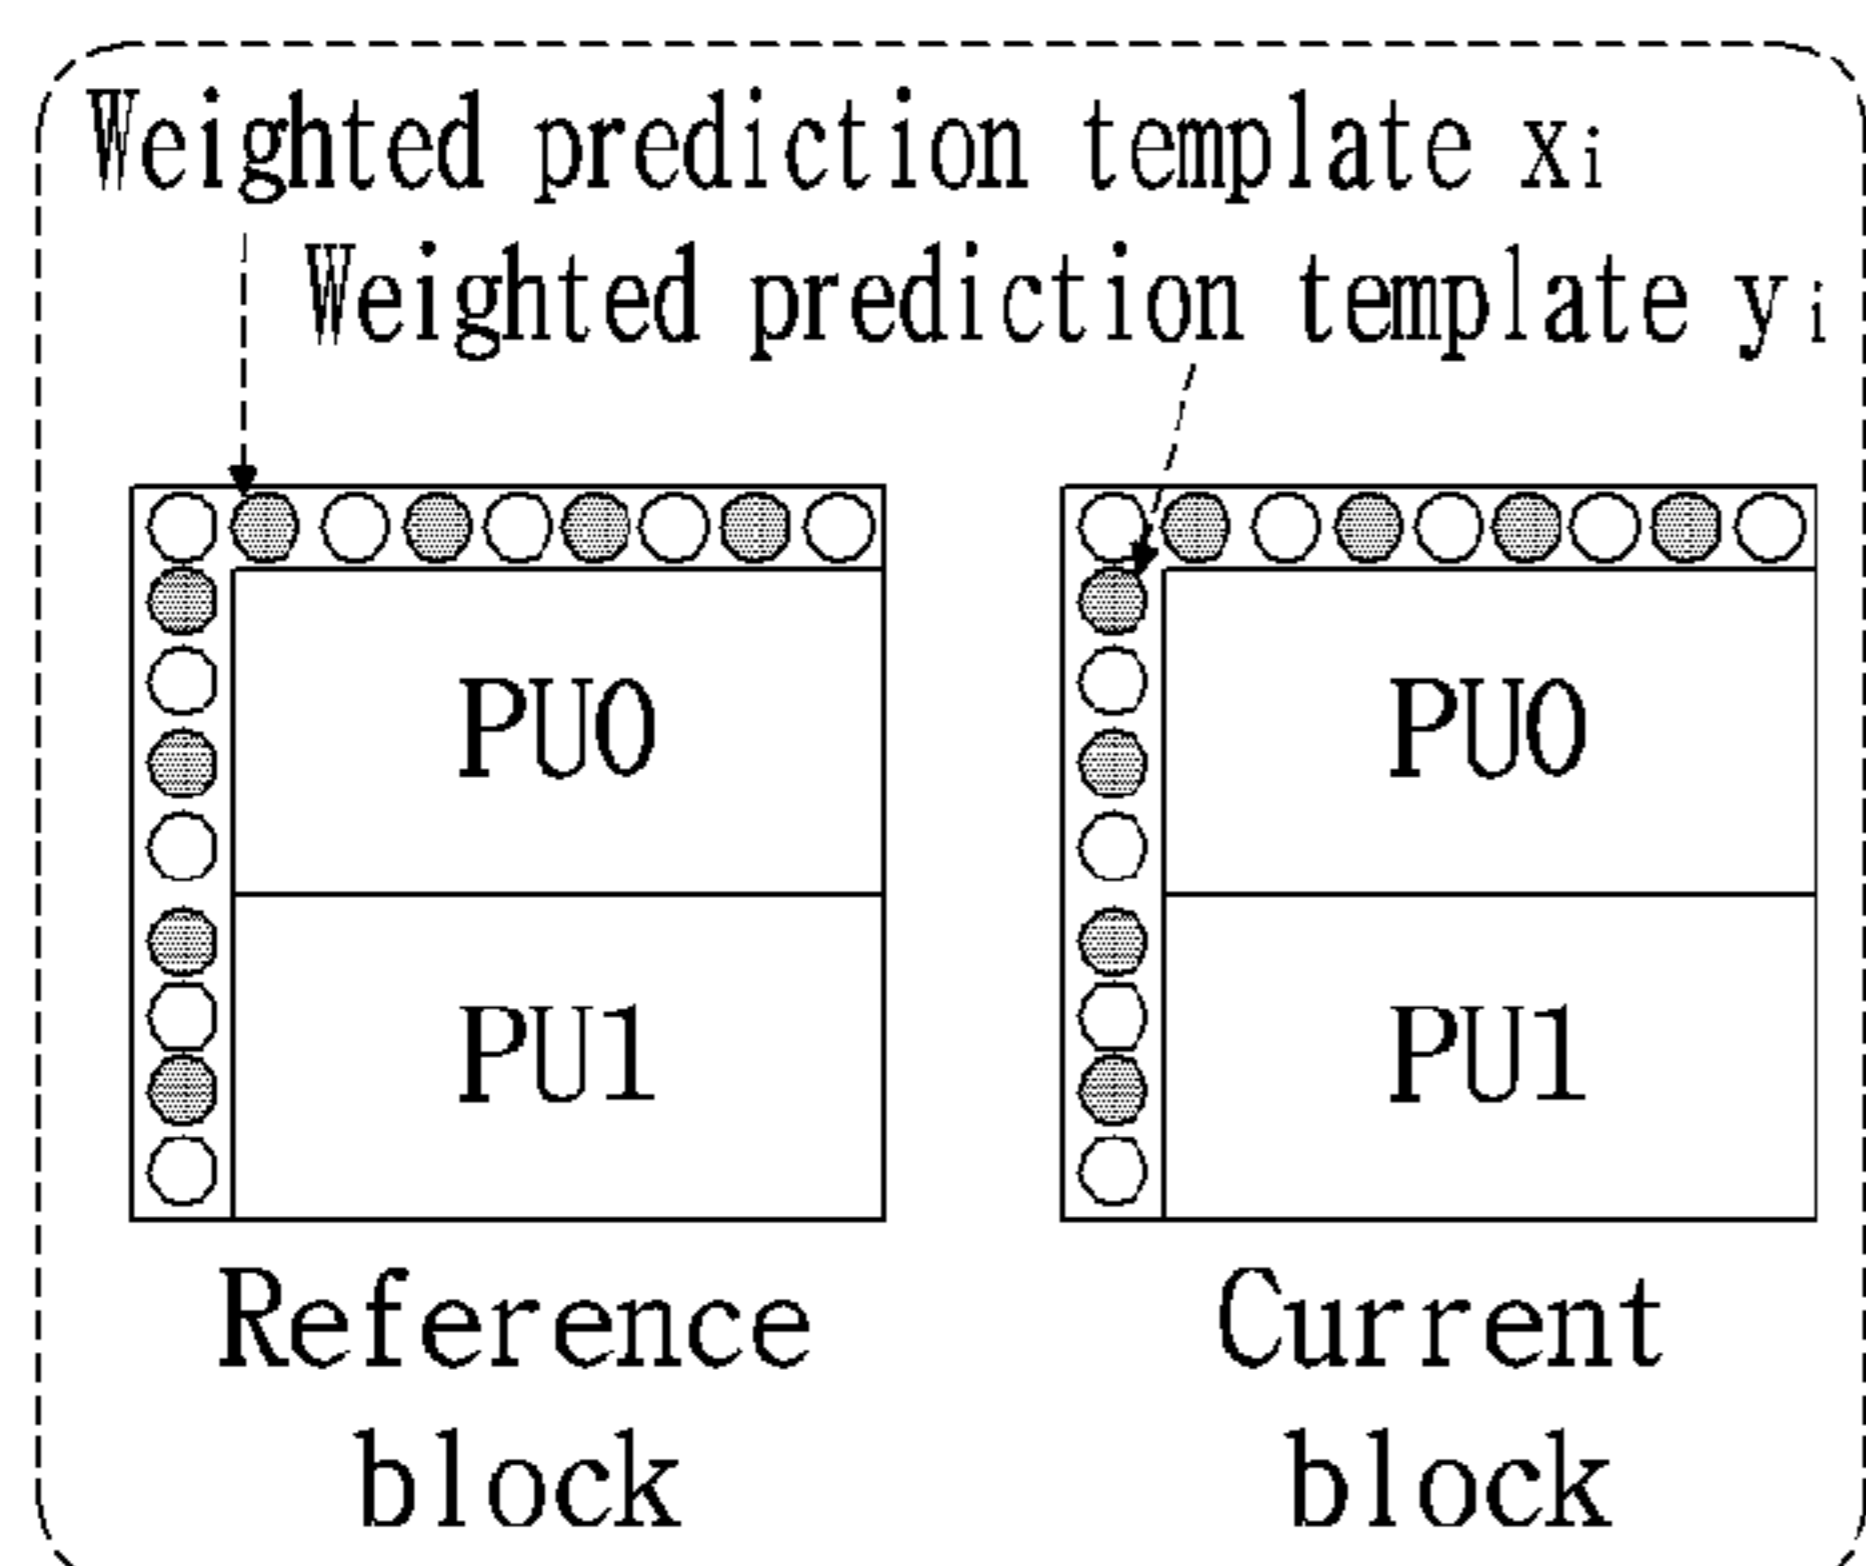 Weighted prediction template xi
Weighted prediction template yi
PU0
PU0
PU1
PU1
Reference block
Current block